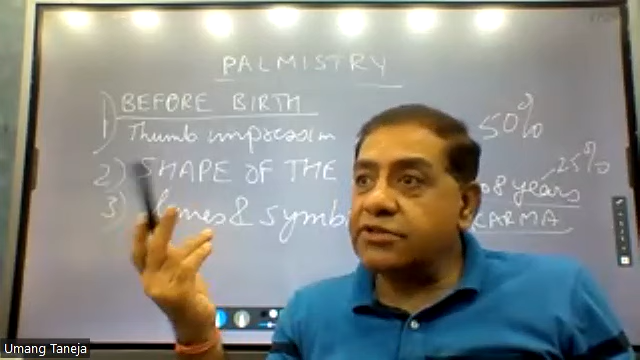 PALMISTRY
1) BEFORE BIRTH
Thumb impression 50%
2) SHAPE OF THE 8 years 25%
3) & symb KARMA
Umang Taneja